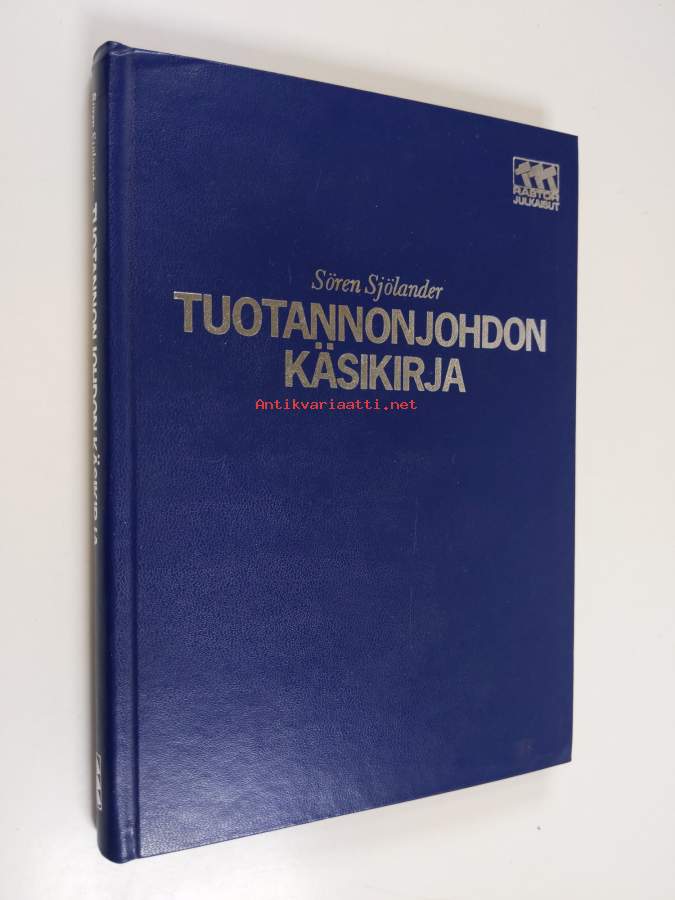 RASTOR
JULKAISUT
Sören Sjölander
TUOTANNONJOHDON
KÄSIKIRJA
Antikvariaatti.net
Sören Sjölander TUOTANNONJOHDON KÄSIKIRJA